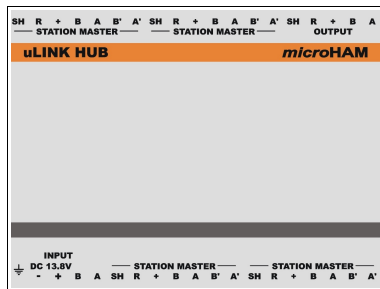 SH R + B A B' A' SH R + B A B' A' SH R + B A
STATION MASTER STATION MASTER OUTPUT
uLINK HUB microHAM
INPUT
DC 13.8V STATION MASTER STATION MASTER
- + B A SH R + B A B' A' SH R + B A B' A'